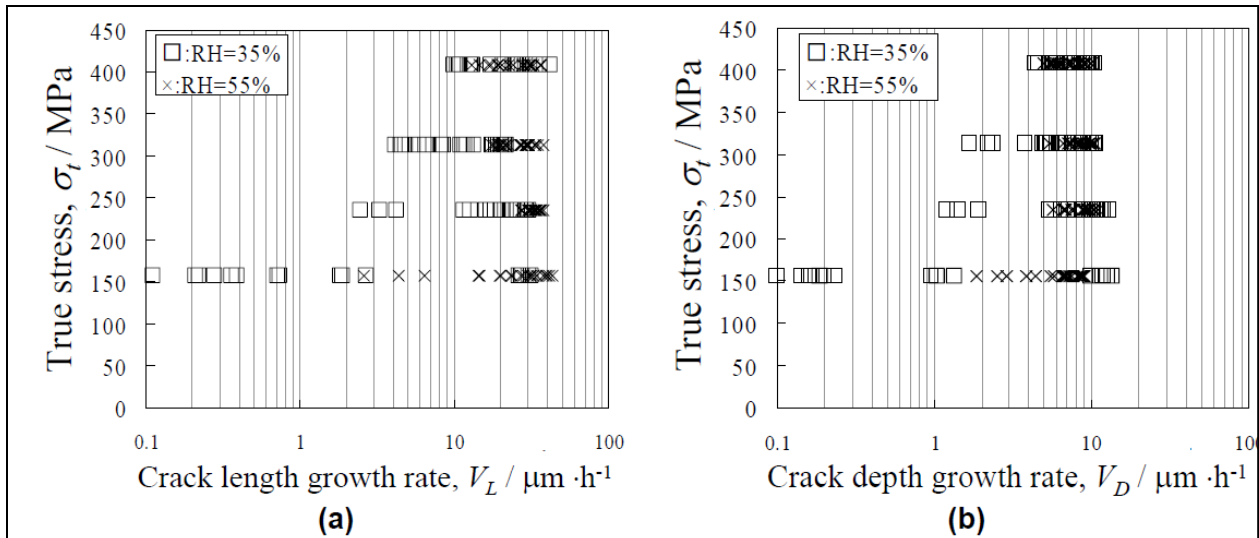 450
400
350
300
250
200
150
100
50
0
True stress, σt / MPa
□:RH=35%
×:RH=55%
0.1 1 10 100
Crack length growth rate, VL / μm ·h-1
(a)
450
400
350
300
250
200
150
100
50
0
True stress, σt / MPa
□:RH=35%
×:RH=55%
0.1 1 10 100
Crack depth growth rate, VD / μm ·h-1
(b)